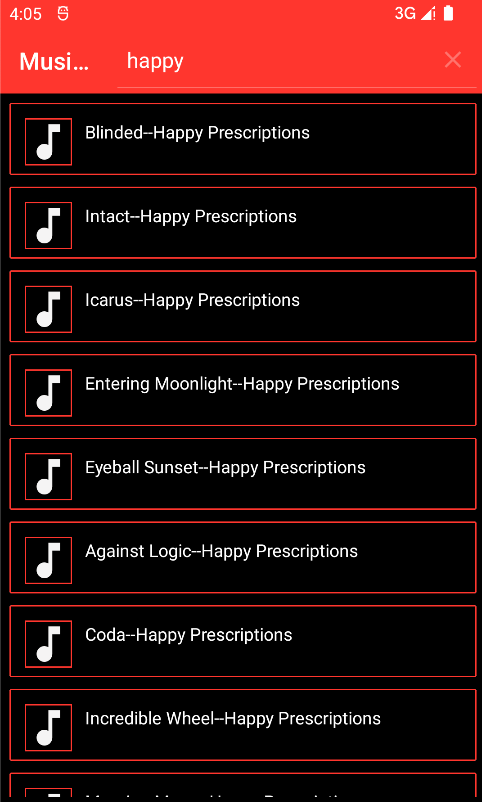 4:05
3G
Musi...
happy
Blinded--Happy Prescriptions
Intact--Happy Prescriptions
Icarus--Happy Prescriptions
Entering Moonlight--Happy Prescriptions
Eyeball Sunset--Happy Prescriptions
Against Logic--Happy Prescriptions
Coda--Happy Prescriptions
Incredible Wheel--Happy Prescriptions